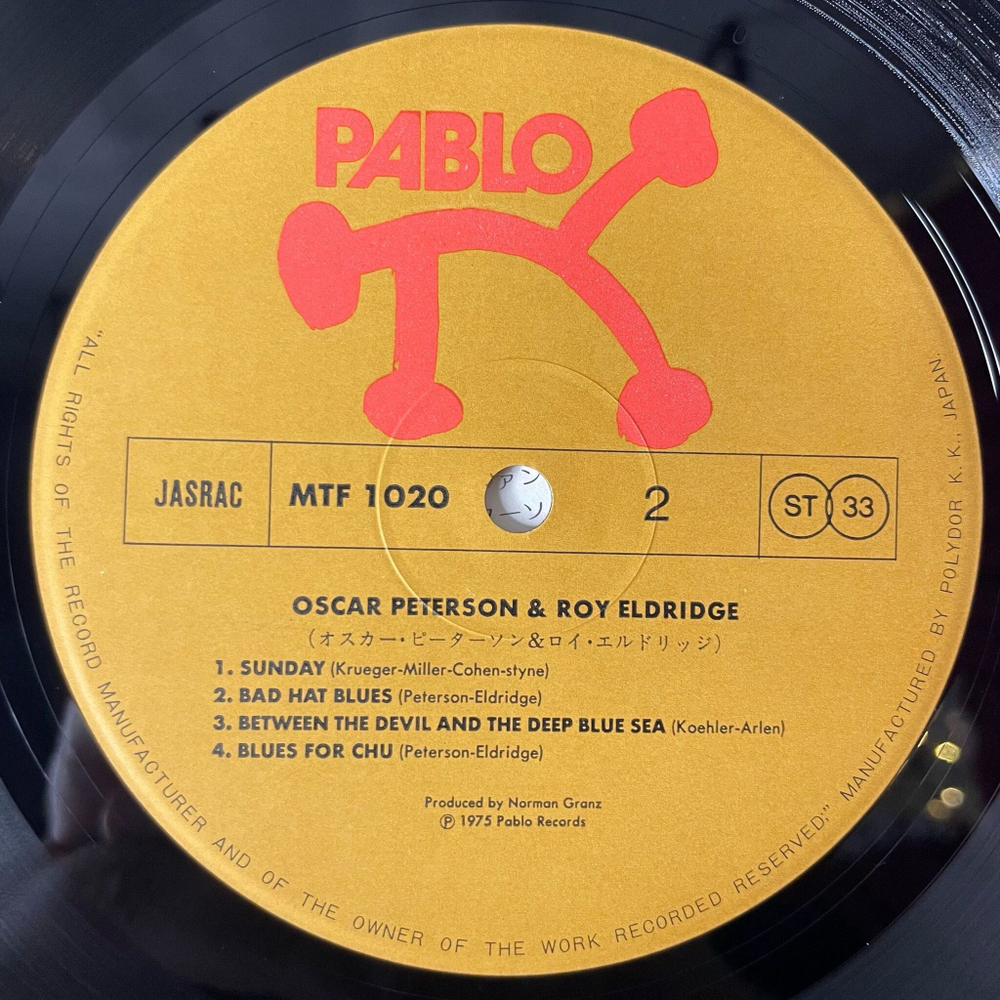 PABLO
JASRAC
MTF 1020
アン
ーソ
2
ST 33
OSCAR PETERSON & ROY ELDRIDGE
(オスカー・ピーターソン&ロイ・エルドリッジ)
1. SUNDAY (Krueger-Miller-Cohen-styne)
2. BAD HAT BLUES (Peterson-Eldridge)
3. BETWEEN THE DEVIL AND THE DEEP BLUE SEA (Koehler-Arlen)
4. BLUES FOR CHU (Peterson-Eldridge)
Produced by Norman Granz
Ⓟ 1975 Pablo Records
"ALL RIGHTS OF THE RECORD MANUFACTURER AND OF THE OWNER OF THE WORK RECORDED RESERVED;" MANUFACTURED BY POLYDOR K. K., JAPAN.